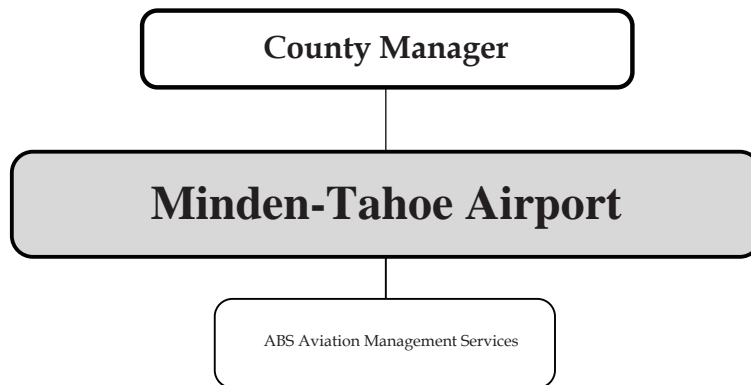 County Manager
Minden-Tahoe Airport
ABS Aviation Management Services